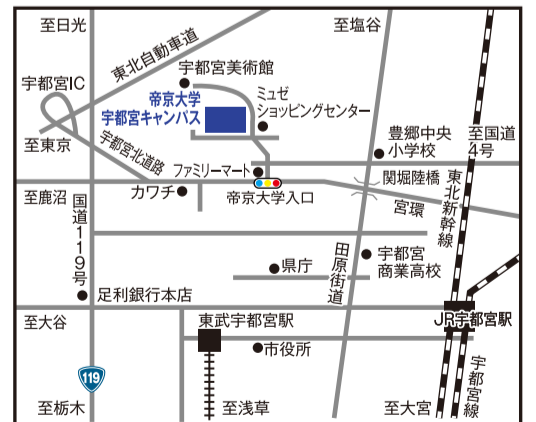 至日光
至塩谷
東北自動車道
宇都宮IC
宇都宮美術館
帝京大学
宇都宮キャンパス
ミュゼ
ショッピングセンター
至東京
宇都宮北道路
ファミリーマート
豊郷中央
小学校
至国道
4号
至鹿沼
カワチ
帝京大学入口
関堀陸橋
宮環
東北新幹線
国道119号
田原街道
県庁
宇都宮
商業高校
足利銀行本店
至大谷
東武宇都宮駅
JR宇都宮駅
市役所
119
宇都宮線
至栃木
至浅草
至大宮